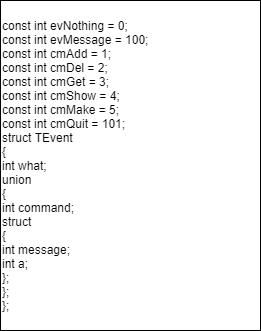 const int evNothing = 0;
const int evMessage = 100;
const int cmAdd = 1;
const int cmDel = 2;
const int cmGet = 3;
const int cmShow = 4;
const int cmMake = 5;
const int cmQuit = 101;
struct TEvent
{
int what;
union
{
int command;
struct
{
int message;
int a;
};
};
};